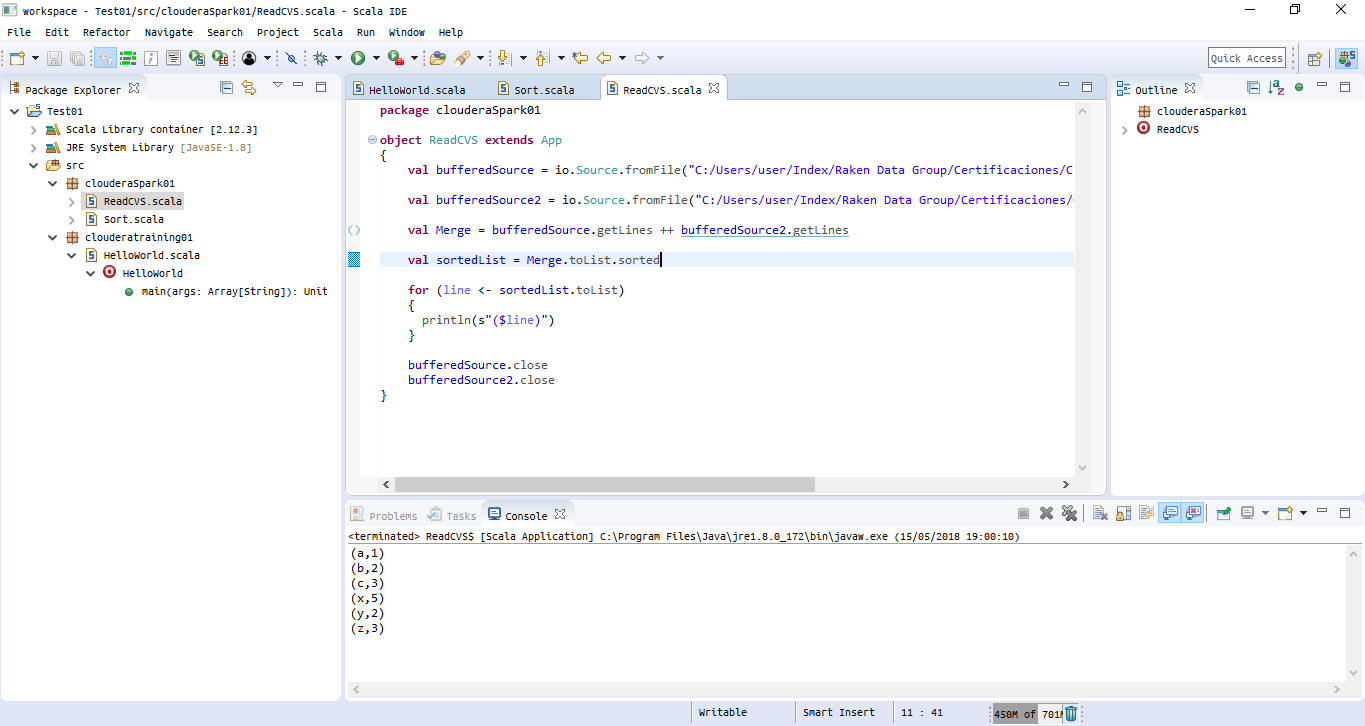 workspace - Test01/src/clouderaSpark01/ReadCVS.scala - Scala IDE
File Edit Refactor Navigate Search Project Scala Run Window Help
Quick Access
Package Explorer
Test01
Scala Library container [2.12.3]
JRE System Library [JavaSE-1.8]
src
clouderaSpark01
ReadCVS.scala
Sort.scala
clouderatraining01
HelloWorld.scala
HelloWorld
main(args: Array[String]): Unit
HelloWorld.scala Sort.scala ReadCVS.scala
package clouderaSpark01
object ReadCVS extends App
{
val bufferedSource = io.Source.fromFile("C:/Users/user/Index/Raken Data Group/Certificaciones/C
val bufferedSource2 = io.Source.fromFile("C:/Users/user/Index/Raken Data Group/Certificaciones/
val Merge = bufferedSource.getLines ++ bufferedSource2.getLines
val sortedList = Merge.toList.sorted
for (line <- sortedList.toList)
{
println(s"($line)")
}
bufferedSource.close
bufferedSource2.close
}
Outline
clouderaSpark01
ReadCVS
Problems Tasks Console
<terminated> ReadCVS$ [Scala Application] C:\Program Files\Java\jre1.8.0_172\bin\javaw.exe (15/05/2018 19:00:10)
(a,1)
(b,2)
(c,3)
(x,5)
(y,2)
(z,3)
Writable Smart Insert 11 : 41 450M of 701M